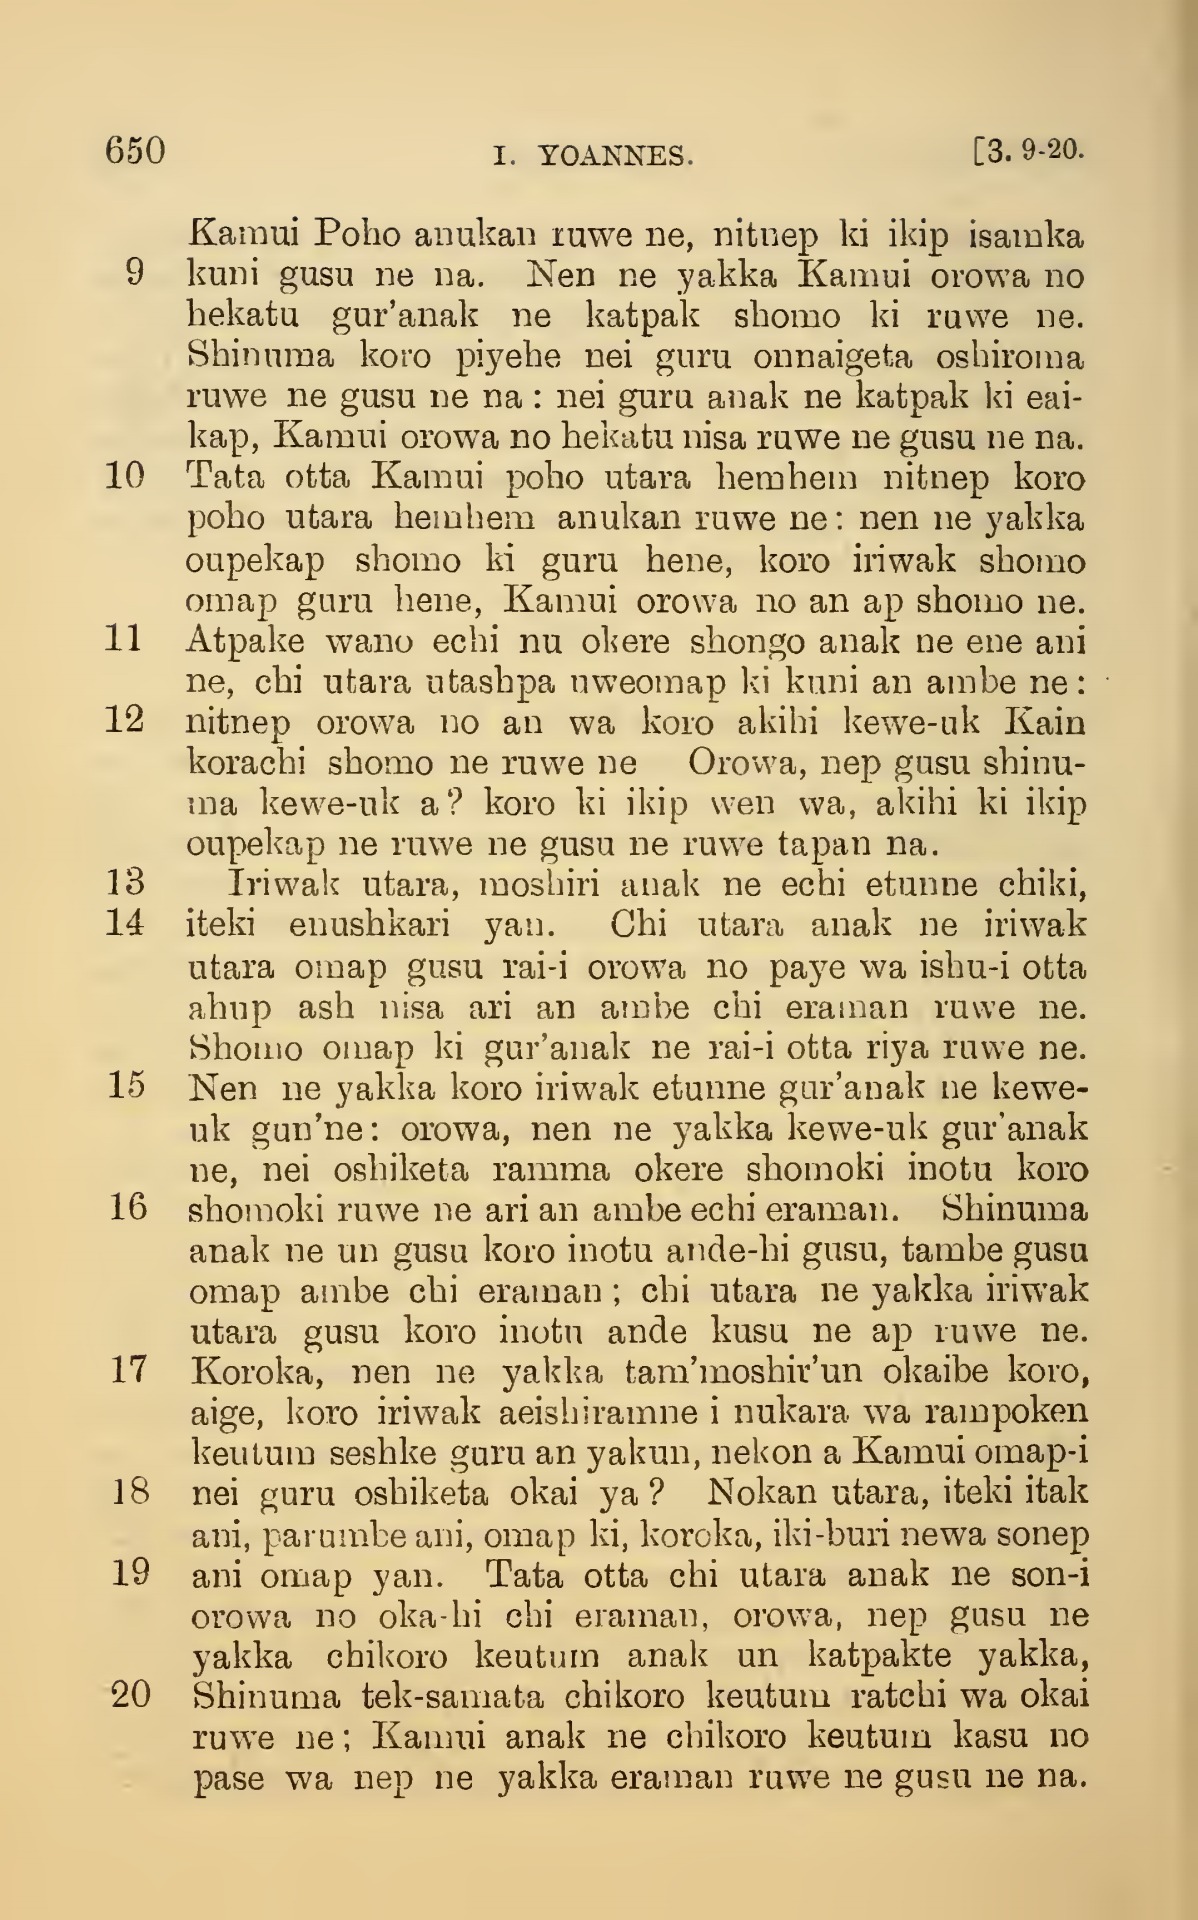 650 I. YOANNES. [3. 9-20.
Kamui Poho anukan ruwe ne, nitnep ki ikip isamka
9 kuni gusu ne na. Nen ne yakka Kamui orowa no
hekatu gur'anak ne katpak shomo ki ruwe ne.
Shinuma koro piyehe nei guru onnaigeta oshiroma
ruwe ne gusu ne na : nei guru anak ne katpak ki eai-
kap, Kamui orowa no hekatu nisa ruwe ne gusu ne na.
10 Tata otta Kamui poho utara hemhem nitnep koro
poho utara hemhem anukan ruwe ne : nen ne yakka
oupekap shomo ki guru hene, koro iriwak shomo
omap guru hene, Kamui orowa no an ap shomo ne.
11 Atpake wano echi nu okere shongo anak ne ene ani
ne, chi utara utashpa uweomap ki kuni an ambe ne :
12 nitnep orowa no an wa koro akihi kewe-uk Kain
korachi shomo ne ruwe ne Orowa, nep gusu shinu-
ma kewe-uk a? koro ki ikip wen wa, akihi ki ikip
oupekap ne ruwe ne gusu ne ruwe tapan na.
13 Iriwak utara, moshiri anak ne echi etunne chiki,
14 iteki enushkari yan. Chi utara anak ne iriwak
utara omap gusu rai-i orowa no paye wa ishu-i otta
ahup ash nisa ari an ambe chi eraman ruwe ne.
Shomo omap ki gur'anak ne rai-i otta riya ruwe ne.
15 Nen ne yakka koro iriwak etunne gur'anak ne kewe-
uk gun'ne : orowa, nen ne yakka kewe-uk gur'anak
ne, nei oshiketa ramma okere shomoki inotu koro
16 shomoki ruwe ne ari an ambe echi eraman. Shinuma
anak ne un gusu koro inotu ande-hi gusu, tambe gusu
omap ambe chi eraman ; chi utara ne yakka iriwak
utara gusu koro inotu ande kusu ne ap ruwe ne.
17 Koroka, nen ne yakka tam'moshir'un okaibe koro,
aige, koro iriwak aeishiramne i nukara wa rampoken
keutum seshke guru an yakun, nekon a Kamui omap-i
18 nei guru oshiketa okai ya ? Nokan utara, iteki itak
ani, parumbe ani, omap ki, koroka, iki-buri newa sonep
19 ani omap yan. Tata otta chi utara anak ne son-i
orowa no oka-hi chi eraman, orowa, nep gusu ne
yakka chikoro keutum anak un katpakte yakka,
20 Shinuma tek-samata chikoro keutum ratchi wa okai
ruwe ne ; Kamui anak ne chikoro keutum kasu no
pase wa nep ne yakka eraman ruwe ne gusu ne na.